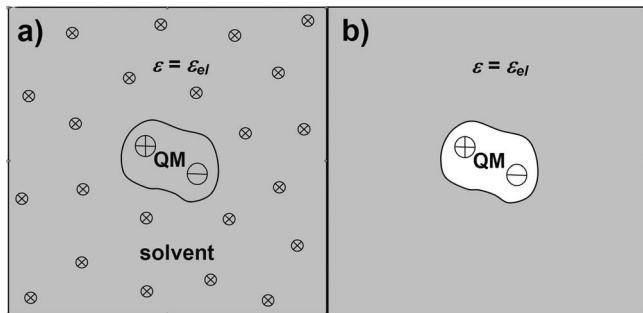 a)
ε = εel
QM
solvent
b)
ε = εel
QM